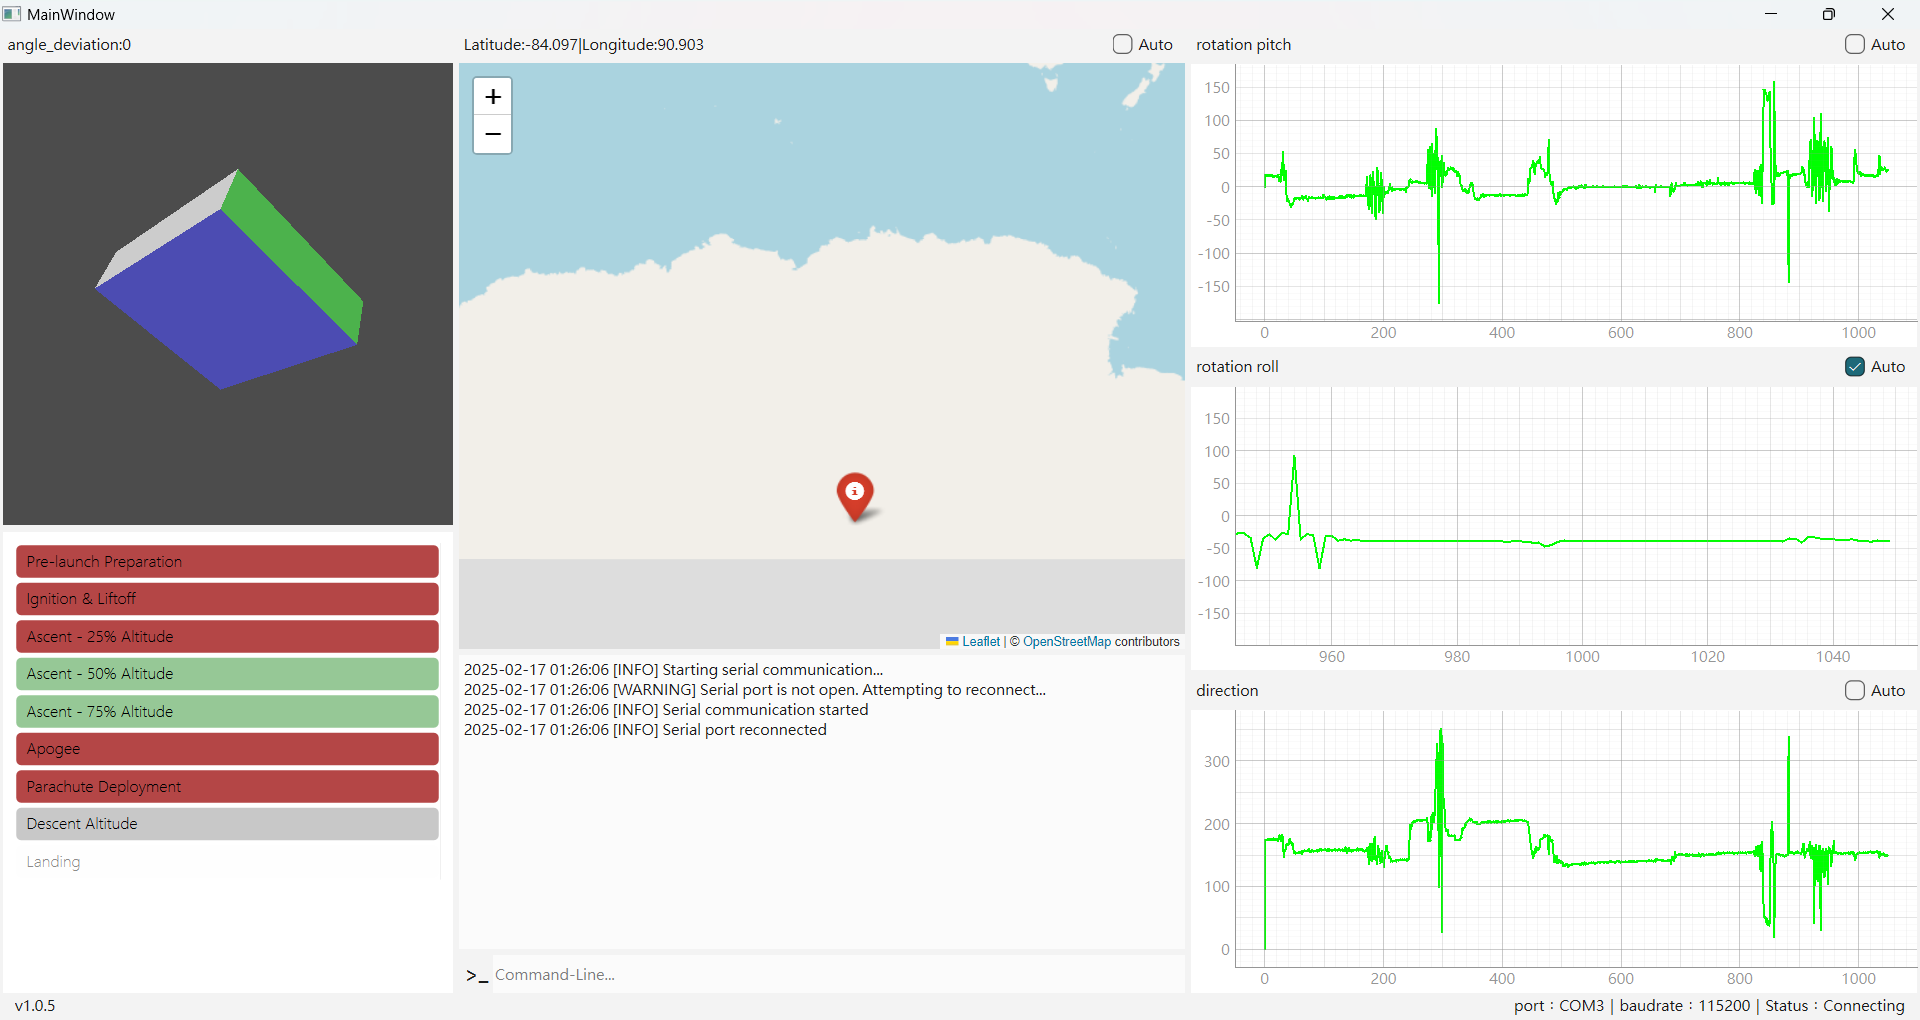 MainWindow
angle_deviation:0
Latitude:-84.097|Longitude:90.903
Auto
+
−
Leaflet | © OpenStreetMap contributors
Pre-launch Preparation
Ignition & Liftoff
Ascent - 25% Altitude
Ascent - 50% Altitude
Ascent - 75% Altitude
Apogee
Parachute Deployment
Descent Altitude
Landing
2025-02-17 01:26:06 [INFO] Starting serial communication...
2025-02-17 01:26:06 [WARNING] Serial port is not open. Attempting to reconnect...
2025-02-17 01:26:06 [INFO] Serial communication started
2025-02-17 01:26:06 [INFO] Serial port reconnected
>_ Command-Line...
rotation pitch
Auto
150
100
50
0
-50
-100
-150
0 200 400 600 800 1000
rotation roll
Auto
150
100
50
0
-50
-100
-150
960 980 1000 1020 1040
direction
Auto
300
200
100
0
0 200 400 600 800 1000
v1.0.5
port : COM3 | baudrate : 115200 | Status : Connecting